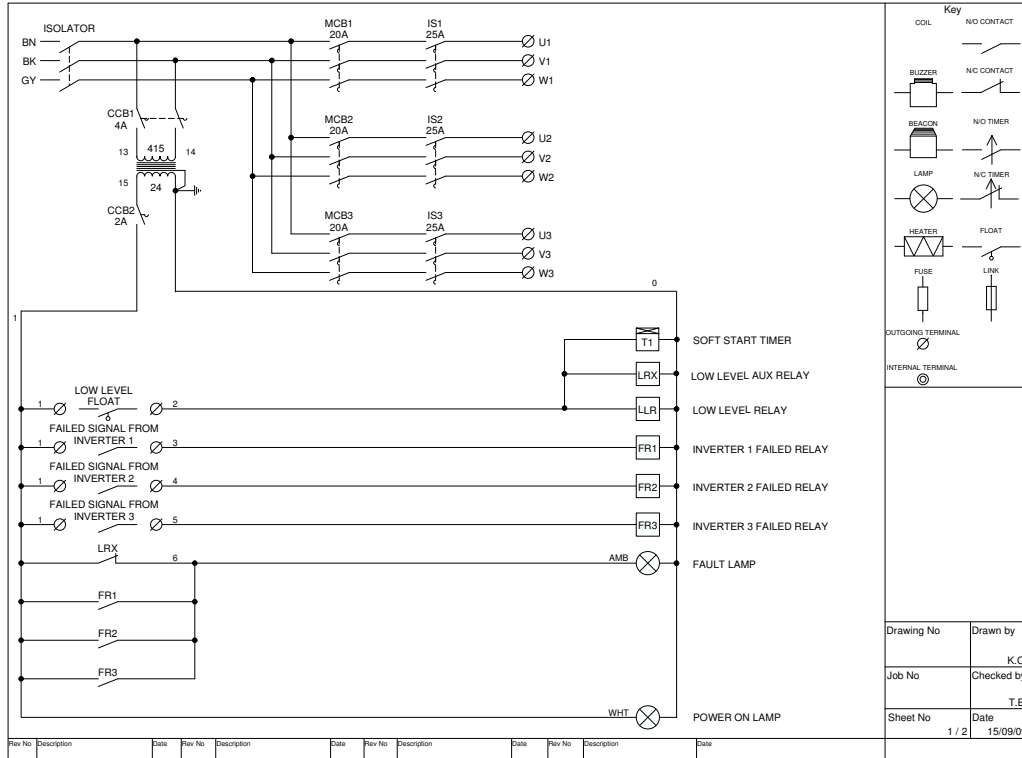 ISOLATOR
BN
BK
GY
MCB1
20A
IS1
25A
U1
V1
W1
CCB1
4A
13
415
14
15
24
CCB2
2A
MCB2
20A
IS2
25A
U2
V2
W2
MCB3
20A
IS3
25A
U3
V3
W3
0
1
T1
SOFT START TIMER
LRX
LOW LEVEL AUX RELAY
LOW LEVEL
FLOAT
1
2
LLR
LOW LEVEL RELAY
FAILED SIGNAL FROM
INVERTER 1
1
3
FR1
INVERTER 1 FAILED RELAY
FAILED SIGNAL FROM
INVERTER 2
1
4
FR2
INVERTER 2 FAILED RELAY
FAILED SIGNAL FROM
INVERTER 3
1
5
FR3
INVERTER 3 FAILED RELAY
LRX
6
AMB
FAULT LAMP
FR1
FR2
FR3
WHT
POWER ON LAMP
Key
COIL
N/O CONTACT
BUZZER
N/C CONTACT
BEACON
N/O TIMER
LAMP
N/C TIMER
HEATER
FLOAT
FUSE
LINK
OUTGOING TERMINAL
INTERNAL TERMINAL
Drawing No
Drawn by
K.
Job No
Checked by
T.
Sheet No
1 / 2
Date
15/09/0
Rev No Description Date Rev No Description Date Rev No Description Date Rev No Description Date